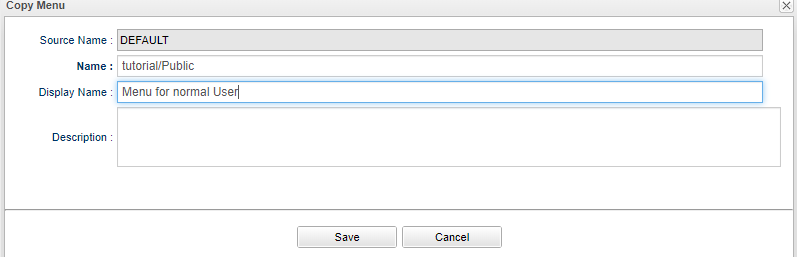 Copy Menu
Source Name : DEFAULT
Name : tutorial/Public
Display Name : Menu for normal User
Description :
Save Cancel